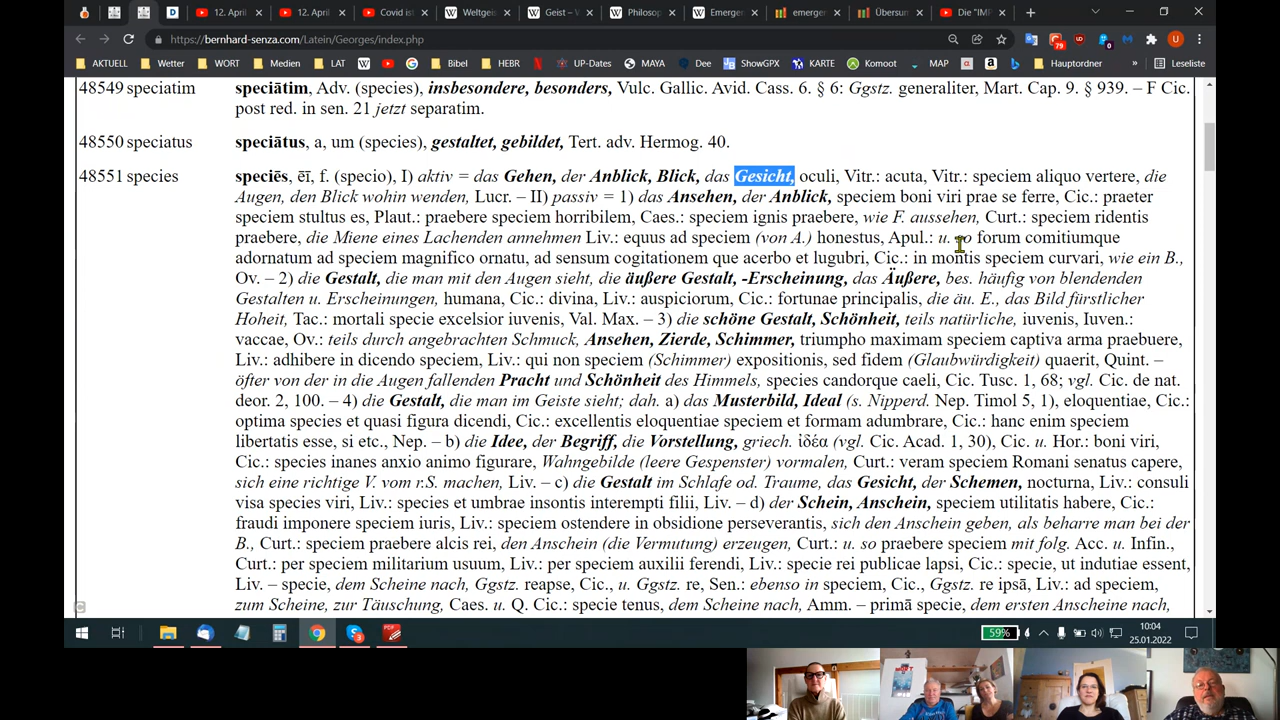 12. April
12. April
Covid ist
Weltgeis
Geist – W
Philosop
Emerger
emerger
Übersun
Die "IMP
https://bernhard-senza.com/Latein/Georges/index.php
AKTUELL Wetter WORT Medien LAT Bibel HEBR UP-Dates MAYA Dee ShowGPX KARTE Komoot MAP Hauptordner Leseliste
48549 speciatim speciātim, Adv. (species), insbesondere, besonders, Vulc. Gallic. Avid. Cass. 6. § 6: Ggstz. generaliter, Mart. Cap. 9. § 939. – F Cic.
post red. in sen. 21 jetzt separatim.
48550 speciatus speciātus, a, um (species), gestaltet, gebildet, Tert. adv. Hermog. 40.
48551 species speciēs, ēī, f. (specio), I) aktiv = das Gehen, der Anblick, Blick, das Gesicht, oculi, Vitr.: acuta, Vitr.: speciem aliquo vertere, die
Augen, den Blick wohin wenden, Lucr. – II) passiv = 1) das Ansehen, der Anblick, speciem boni viri prae se ferre, Cic.: praeter
speciem stultus es, Plaut.: praebere speciem horribilem, Caes.: speciem ignis praebere, wie F. aussehen, Curt.: speciem ridentis
praebere, die Miene eines Lachenden annehmen Liv.: equus ad speciem (von A.) honestus, Apul.: u. so forum comitiumque
adornatum ad speciem magnifico ornatu, ad sensum cogitationem que acerbo et lugubri, Cic.: in montis speciem curvari, wie ein B.,
Ov. – 2) die Gestalt, die man mit den Augen sieht, die äußere Gestalt, -Erscheinung, das Äußere, bes. häufig von blendenden
Gestalten u. Erscheinungen, humana, Cic.: divina, Liv.: auspiciorum, Cic.: fortunae principalis, die äu. E., das Bild fürstlicher
Hoheit, Tac.: mortali specie excelsior iuvenis, Val. Max. – 3) die schöne Gestalt, Schönheit, teils natürliche, iuvenis, Iuven.:
vaccae, Ov.: teils durch angebrachten Schmuck, Ansehen, Zierde, Schimmer, triumpho maximam speciem captiva arma praebuere,
Liv.: adhibere in dicendo speciem, Liv.: qui non speciem (Schimmer) expositionis, sed fidem (Glaubwürdigkeit) quaerit, Quint. –
öfter von der in die Augen fallenden Pracht und Schönheit des Himmels, species candorque caeli, Cic. Tusc. 1, 68; vgl. Cic. de nat.
deor. 2, 100. – 4) die Gestalt, die man im Geiste sieht; dah. a) das Musterbild, Ideal (s. Nipperd. Nep. Timol 5, 1), eloquentiae, Cic.:
optima species et quasi figura dicendi, Cic.: excellentis eloquentiae speciem et formam adumbrare, Cic.: hanc enim speciem
libertatis esse, si etc., Nep. – b) die Idee, der Begriff, die Vorstellung, griech. ἰδέα (vgl. Cic. Acad. 1, 30), Cic. u. Hor.: boni viri,
Cic.: species inanes anxio animo figurare, Wahngebilde (leere Gespenster) vormalen, Curt.: veram speciem Romani senatus capere,
sich eine richtige V. vom r.S. machen, Liv. – c) die Gestalt im Schlafe od. Traume, das Gesicht, der Schemen, nocturna, Liv.: consuli
visa species viri, Liv.: species et umbrae insontis interempti filii, Liv. – d) der Schein, Anschein, speciem utilitatis habere, Cic.:
fraudi imponere speciem iuris, Liv.: speciem ostendere in obsidione perseverantis, sich den Anschein geben, als beharre man bei der
B., Curt.: speciem praebere alcis rei, den Anschein (die Vermutung) erzeugen, Curt.: u. so praebere speciem mit folg. Acc. u. Infin.,
Curt.: per speciem militarium usuum, Liv.: per speciem auxilii ferendi, Liv.: specie rei publicae lapsi, Cic.: specie, ut indutiae essent,
Liv. – specie, dem Scheine nach, Ggstz. reapse, Cic., u. Ggstz. re, Sen.: ebenso in speciem, Cic., Ggstz. re ipsā, Liv.: ad speciem,
zum Scheine, zur Täuschung, Caes. u. Q. Cic.: specie tenus, dem Scheine nach, Amm. – primā specie, dem ersten Anscheine nach,
59%
10:04
25.01.2022